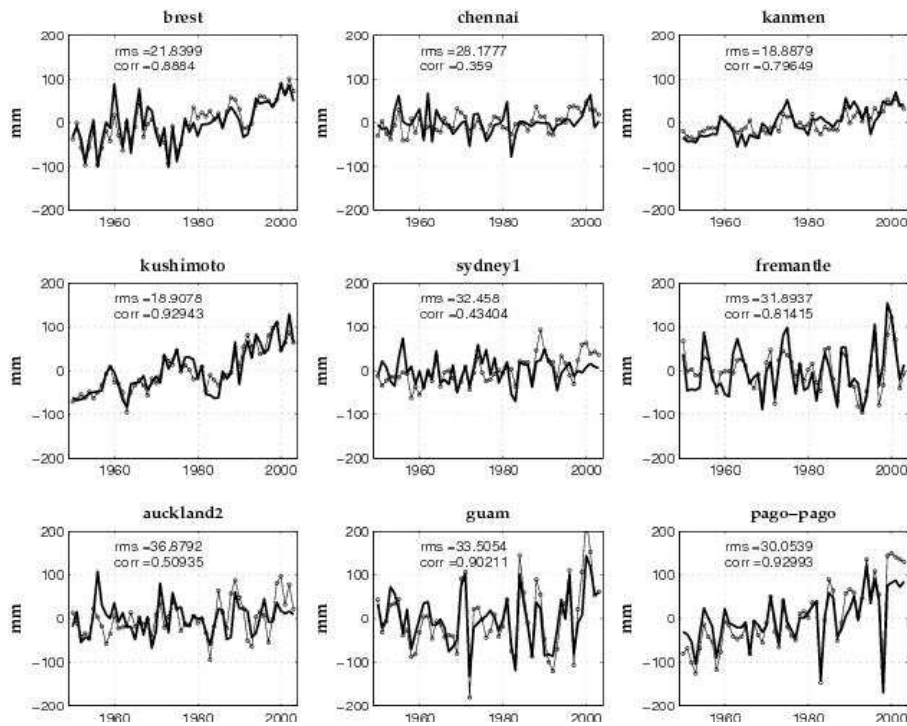 brest
chennai
kanmen
200
100
0
−100
−200
mm
rms =21.8399
corr =0.8884
1960
1980
2000
200
100
0
−100
−200
mm
rms =28.1777
corr =0.359
1960
1980
2000
200
100
0
−100
−200
mm
rms =18.8879
corr =0.79649
1960
1980
2000
kushimoto
sydney1
fremantle
200
100
0
−100
−200
mm
rms =18.9078
corr =0.92943
1960
1980
2000
200
100
0
−100
−200
mm
rms =32.458
corr =0.43404
1960
1980
2000
200
100
0
−100
−200
mm
rms =31.8937
corr =0.81415
1960
1980
2000
auckland2
guam
pago−pago
200
100
0
−100
−200
mm
rms =36.8792
corr =0.50935
1960
1980
2000
200
100
0
−100
−200
mm
rms =33.5054
corr =0.90211
1960
1980
2000
200
100
0
−100
−200
mm
rms =30.0539
corr =0.92993
1960
1980
2000